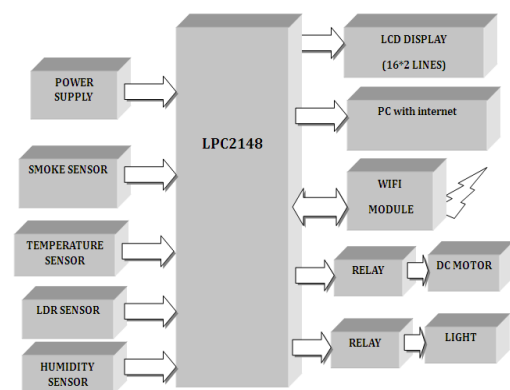 POWER
SUPPLY
SMOKE SENSOR
TEMPERATURE
SENSOR
LDR SENSOR
HUMIDITY
SENSOR
LPC2148
LCD DISPLAY
(16*2 LINES)
PC with internet
WIFI
MODULE
RELAY
DC MOTOR
RELAY
LIGHT